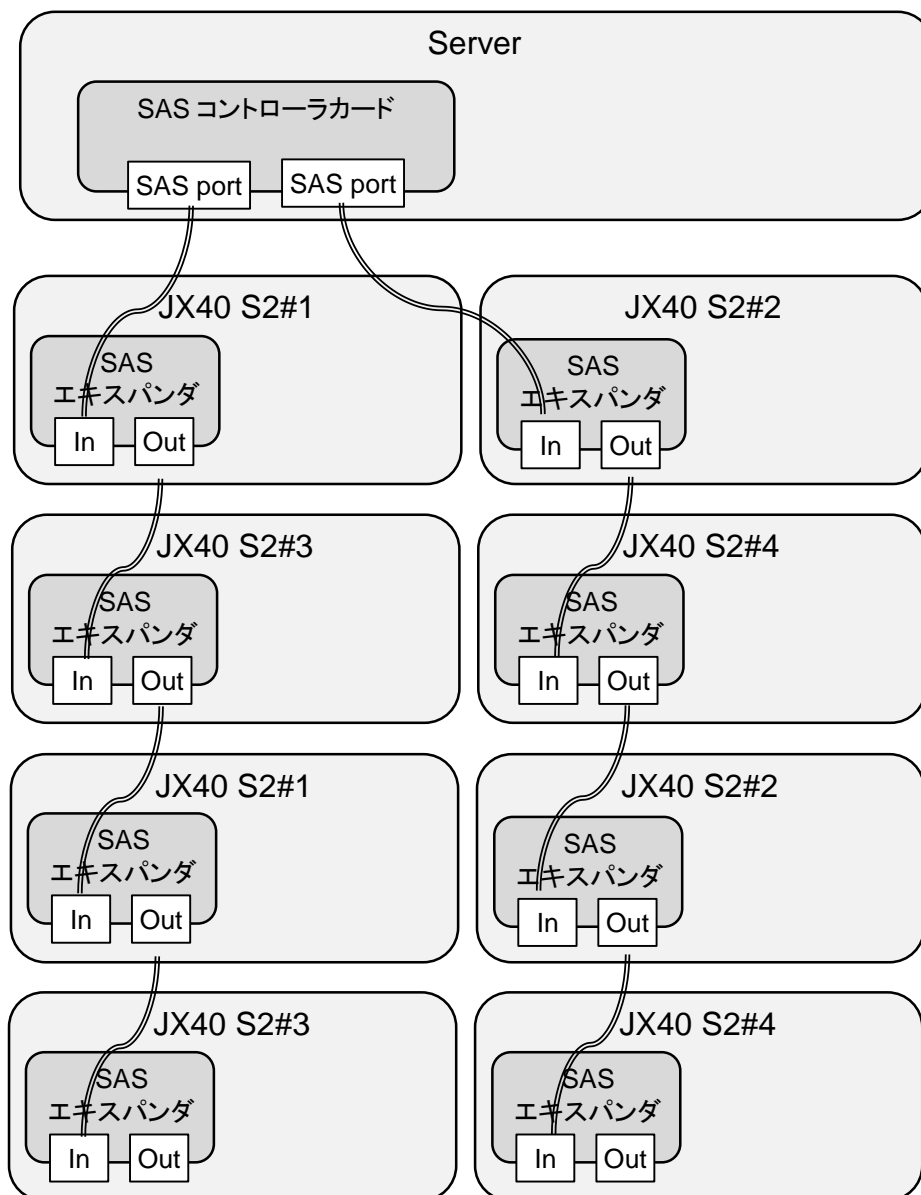 Server
SAS コントローラカード
SAS port
SAS port
JX40 S2#1
SAS
エキスパンダ
In
Out
JX40 S2#2
SAS
エキスパンダ
In
Out
JX40 S2#3
SAS
エキスパンダ
In
Out
JX40 S2#4
SAS
エキスパンダ
In
Out
JX40 S2#1
SAS
エキスパンダ
In
Out
JX40 S2#2
SAS
エキスパンダ
In
Out
JX40 S2#3
SAS
エキスパンダ
In
Out
JX40 S2#4
SAS
エキスパンダ
In
Out